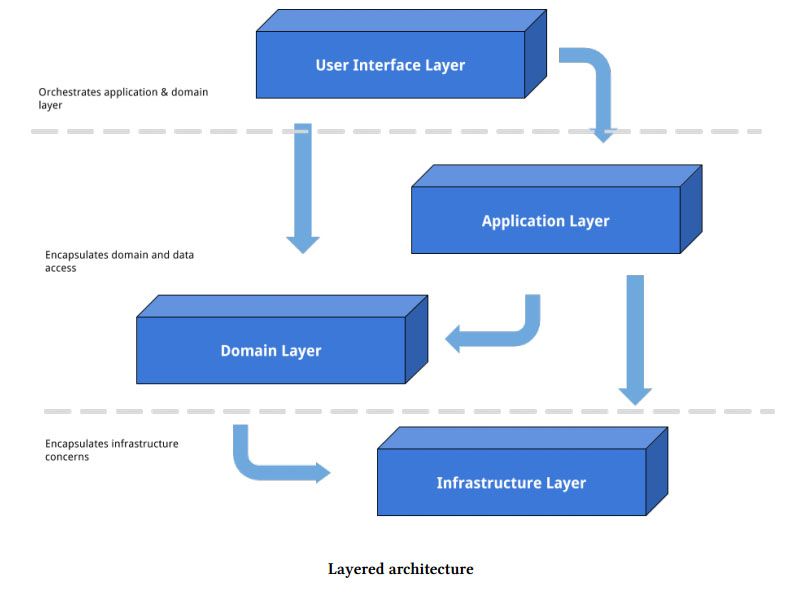 User Interface Layer
Orchestrates application & domain
layer
Application Layer
Encapsulates domain and data
access
Domain Layer
Encapsulates infrastructure
concerns
Infrastructure Layer
Layered architecture